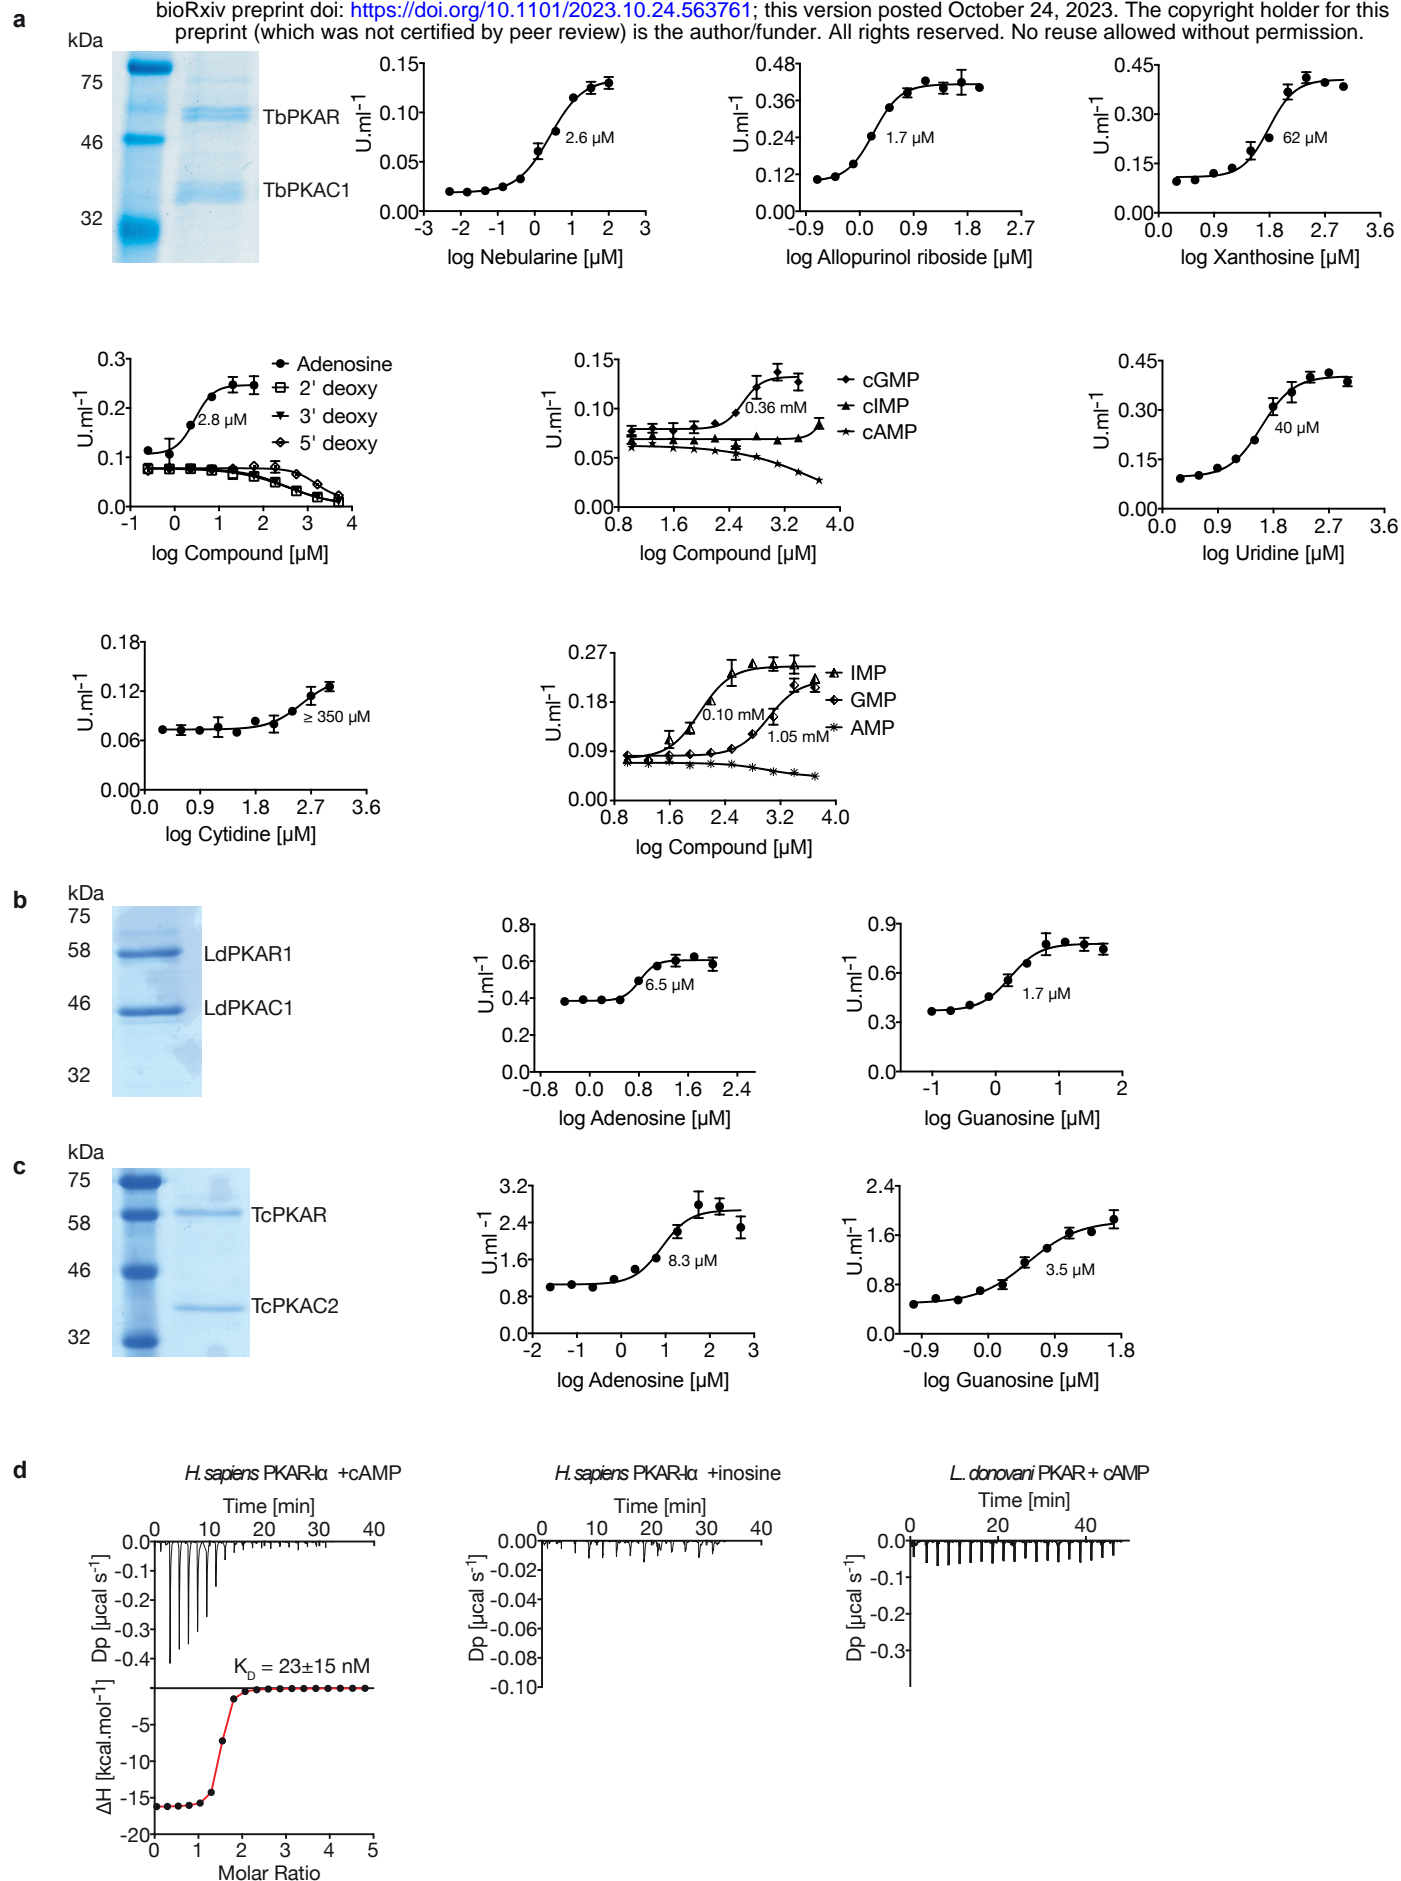 bioRxiv preprint doi: https://doi.org/10.1101/2023.10.24.563761; this version posted October 24, 2023. The copyright holder for this
preprint (which was not certified by peer review) is the author/funder. All rights reserved. No reuse allowed without permission.
a
kDa
75
46
32
TbPKAR
TbPKAC1
U.ml-1
0.15
0.10
0.05
0.00
2.6 µM
-3 -2 -1 0 1 2 3
log Nebularine [µM]
U.ml-1
0.48
0.36
0.24
0.12
0.00
1.7 µM
-0.9 0.0 0.9 1.8 2.7
log Allopurinol riboside [µM]
U.ml-1
0.45
0.30
0.15
0.00
62 µM
0.0 0.9 1.8 2.7 3.6
log Xanthosine [µM]
U.ml-1
0.3
0.2
0.1
0.0
2.8 µM
Adenosine
2' deoxy
3' deoxy
5' deoxy
-1 0 1 2 3 4
log Compound [µM]
U.ml-1
0.15
0.10
0.05
0.00
0.36 mM
cGMP
cIMP
cAMP
0.8 1.6 2.4 3.2 4.0
log Compound [µM]
U.ml-1
0.45
0.30
0.15
0.00
40 µM
0.0 0.9 1.8 2.7 3.6
log Uridine [µM]
U.ml-1
0.18
0.12
0.06
0.00
≥ 350 µM
0.0 0.9 1.8 2.7 3.6
log Cytidine [µM]
U.ml-1
0.27
0.18
0.09
0.00
0.10 mM
1.05 mM
IMP
GMP
AMP
0.8 1.6 2.4 3.2 4.0
log Compound [µM]
b
kDa
75
58
46
32
LdPKAR1
LdPKAC1
U.ml-1
0.8
0.6
0.4
0.2
0.0
6.5 µM
-0.8 0.0 0.8 1.6 2.4
log Adenosine [µM]
U.ml-1
0.9
0.6
0.3
0.0
1.7 µM
-1 0 1 2
log Guanosine [µM]
c
kDa
75
58
46
32
TcPKAR
TcPKAC2
U.ml -1
3.2
2.4
1.6
0.8
0.0
8.3 µM
-2 -1 0 1 2 3
log Adenosine [µM]
U.ml-1
2.4
1.6
0.8
0.0
3.5 µM
-0.9 0.0 0.9 1.8
log Guanosine [µM]
d
H. sapiens PKAR-Iα +cAMP
Time [min]
0 10 20 30 40
Dp [µcal s-1]
0.0
-0.1
-0.2
-0.3
-0.4
KD = 23±15 nM
ΔH [kcal.mol-1]
-5
-10
-15
-20
0 1 2 3 4 5
Molar Ratio
H. sapiens PKAR-Iα +inosine
Time [min]
0 10 20 30 40
Dp [µcal s-1]
0.00
-0.02
-0.04
-0.06
-0.08
-0.10
L. donovani PKAR + cAMP
Time [min]
0 20 40
Dp [µcal s-1]
0.0
-0.1
-0.2
-0.3